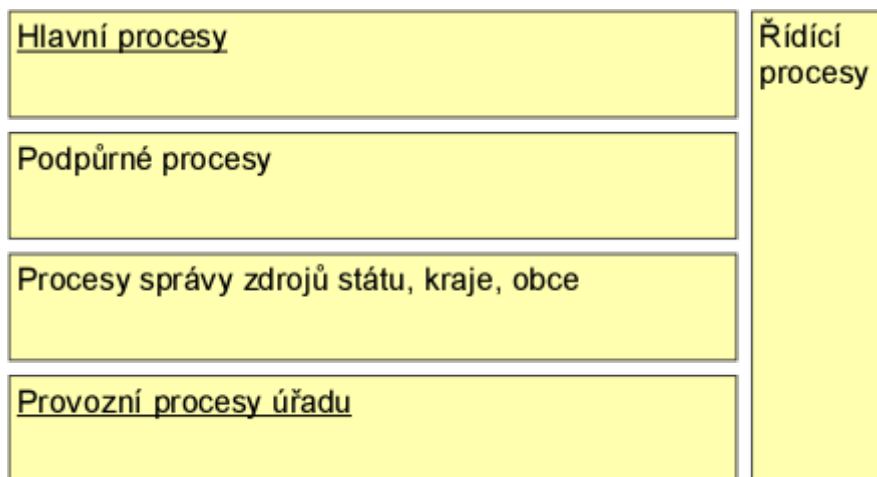 Hlavní procesy
Podpůrné procesy
Procesy správy zdrojů státu, kraje, obce
Provozní procesy úřadu
Řídící
procesy